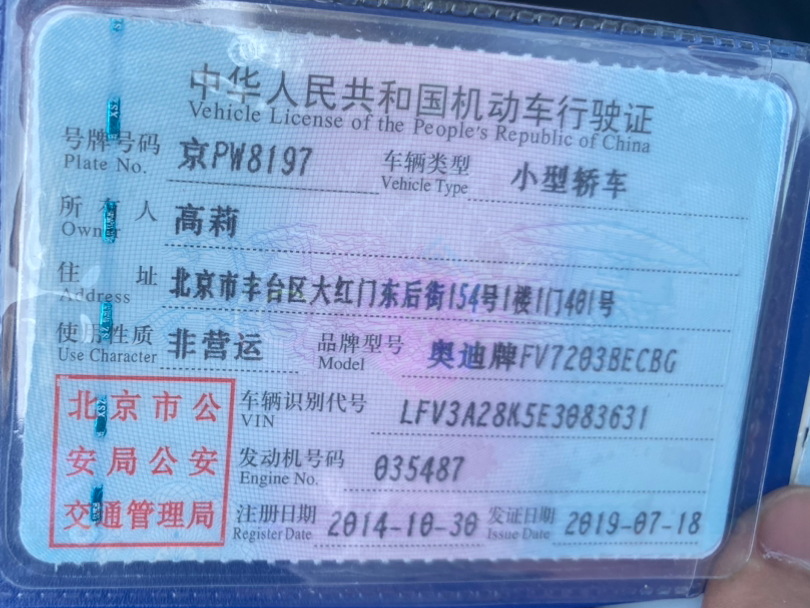 中华人民共和国机动车行驶证
Vehicle License of the People's Republic of China
号牌号码 京PW8197 车辆类型 小型轿车
Plate No. Vehicle Type
所有人 高莉
Owner
住址 北京市丰台区大红门东后街154号1楼1门401号
Address
使用性质 非营运 品牌型号 奥迪牌FV7203BECBG
Use Character Model
北京市公安局公安交通管理局
车辆识别代号 LFV3A28K5E3083631
VIN
发动机号码 035487
Engine No.
注册日期 2014-10-30 发证日期 2019-07-18
Register Date Issue Date